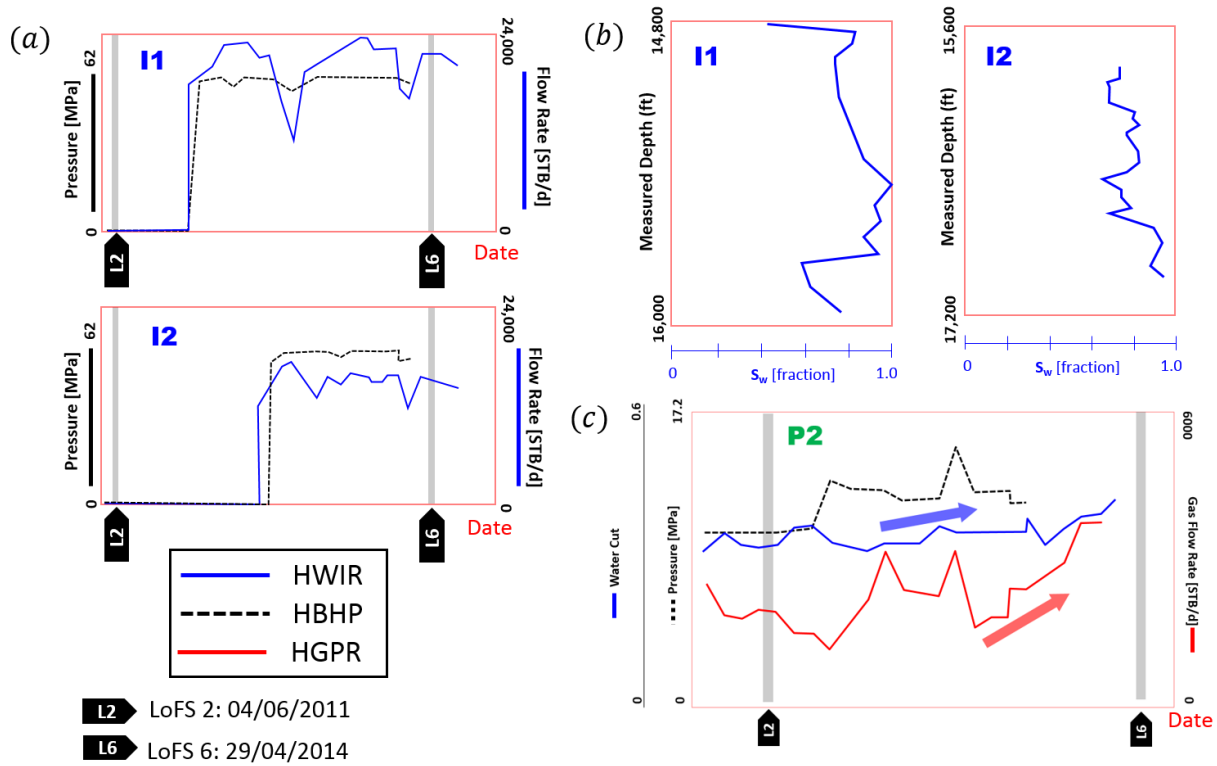 (a)
I1
62
Pressure [MPa]
0
24,000
Flow Rate [STB/d]
0
L2
L6
Date
I2
62
Pressure [MPa]
0
24,000
Flow Rate [STB/d]
0
L2
L6
Date
HWIR
HBHP
HGPR
L2 LoFS 2: 04/06/2011
L6 LoFS 6: 29/04/2014
(b)
I1
14,800
Measured Depth (ft)
16,000
0 1.0
Sw [fraction]
I2
15,600
Measured Depth (ft)
17,200
0 1.0
Sw [fraction]
(c)
P2
0.6
Water Cut
0
17.2
Pressure [MPa]
0
6000
Gas Flow Rate [STB/d]
0
L2
L6
Date